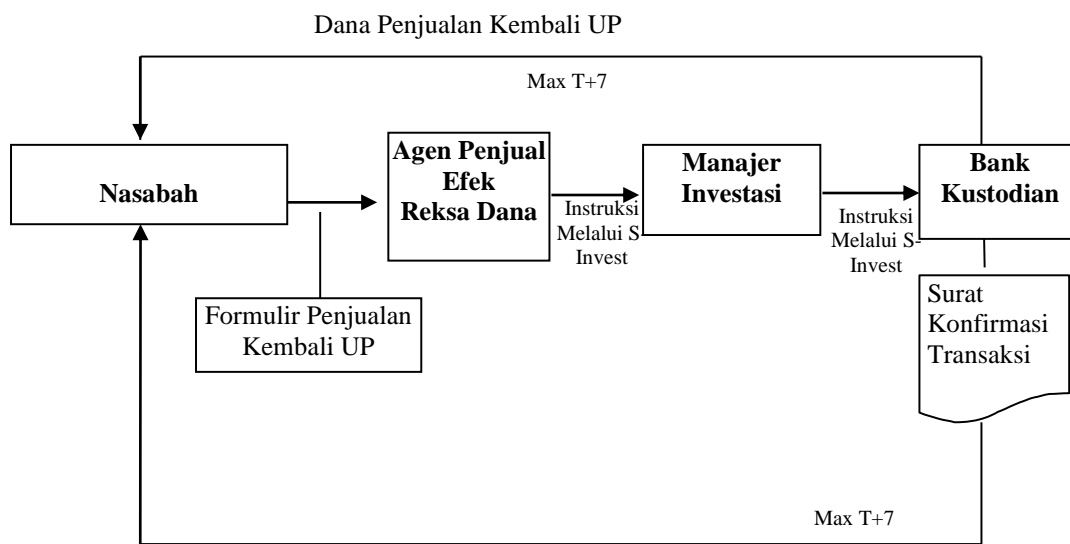 Dana Penjualan Kembali UP
Max T+7
Nasabah
Agen Penjual
Efek
Reksa Dana
Manajer
Investasi
Bank
Kustodian
Instruksi
Melalui S-
Invest
Instruksi
Melalui S-
Invest
Formulir Penjualan
Kembali UP
Surat
Konfirmasi
Transaksi
Max T+7